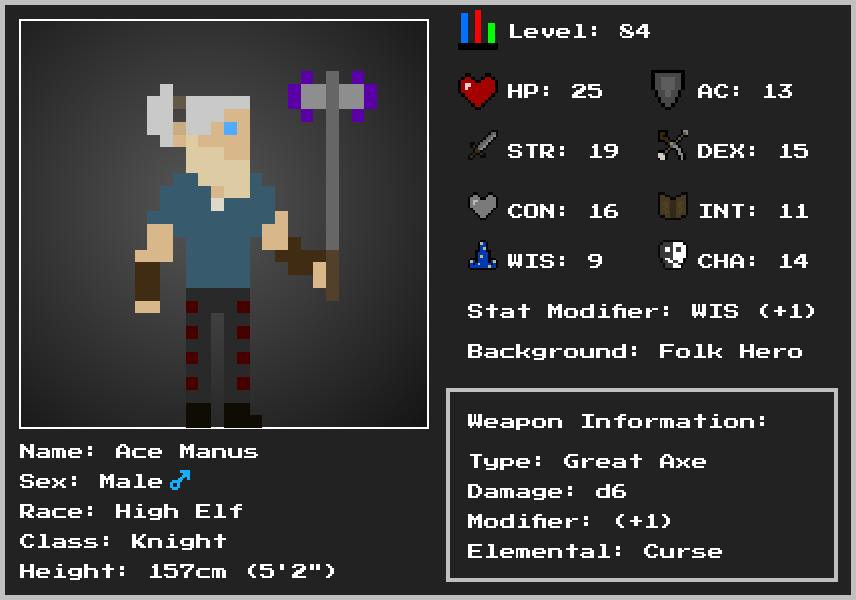 Level: 84
HP: 25 AC: 13
STR: 19 DEX: 15
CON: 16 INT: 11
WIS: 9 CHA: 14
Stat Modifier: WIS (+1)
Background: Folk Hero
Weapon Information:
Type: Great Axe
Damage: d6
Modifier: (+1)
Elemental: Curse
Name: Ace Manus
Sex: Male♂
Race: High Elf
Class: Knight
Height: 157cm (5'2")